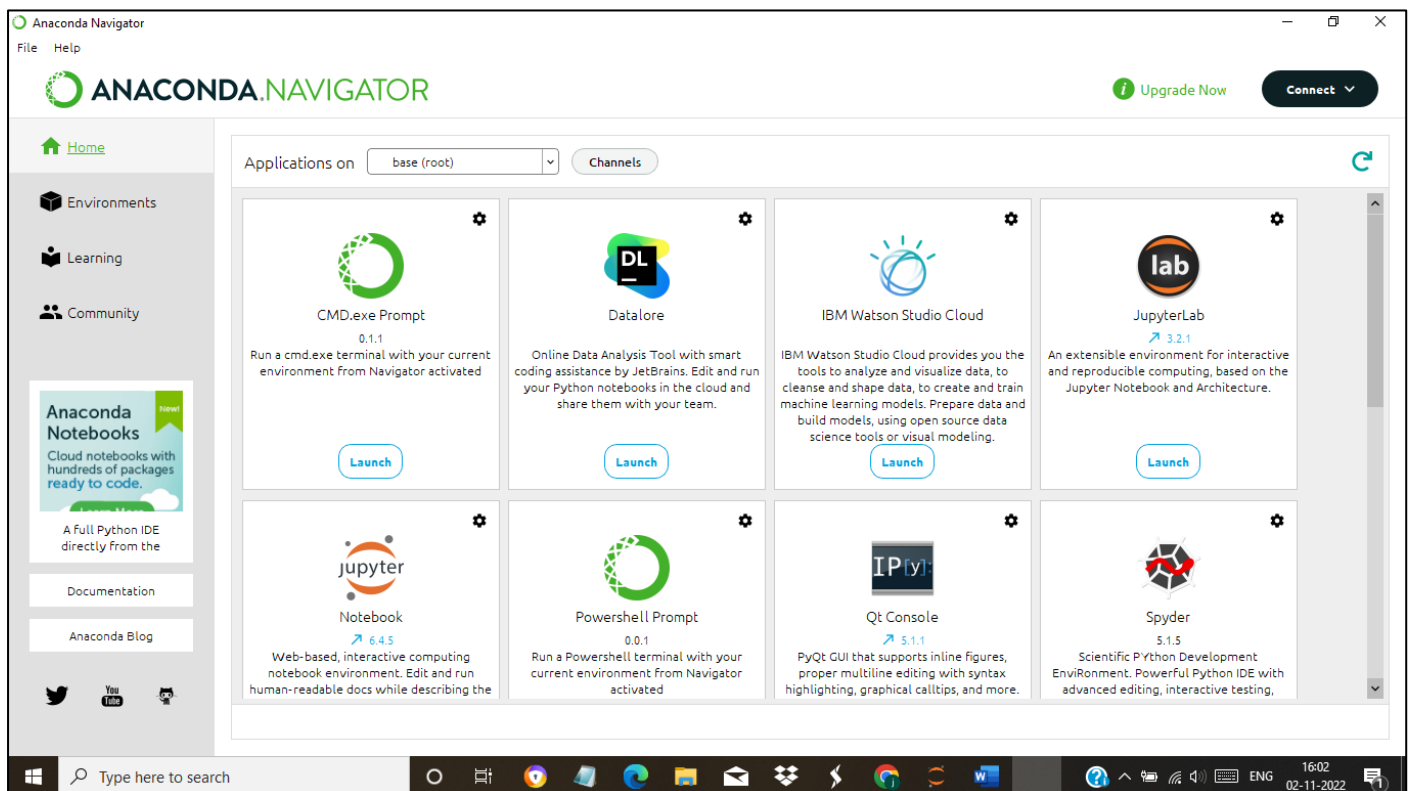 Anaconda Navigator
File Help
ANACONDA.NAVIGATOR
i Upgrade Now
Connect
Home
Environments
Learning
Community
Anaconda
Notebooks
New!
Cloud notebooks with
hundreds of packages
ready to code.
Learn More
A full Python IDE
directly from the
Documentation
Anaconda Blog
You
Tube
Applications on base (root) Channels
CMD.exe Prompt
0.1.1
Run a cmd.exe terminal with your current
environment from Navigator activated
Launch
DL
Datalore
Online Data Analysis Tool with smart
coding assistance by JetBrains. Edit and run
your Python notebooks in the cloud and
share them with your team.
Launch
IBM Watson Studio Cloud
IBM Watson Studio Cloud provides you the
tools to analyze and visualize data, to
cleanse and shape data, to create and train
machine learning models. Prepare data and
build models, using open source data
science tools or visual modeling.
Launch
lab
JupyterLab
3.2.1
An extensible environment for interactive
and reproducible computing, based on the
Jupyter Notebook and Architecture.
Launch
jupyter
Notebook
6.4.5
Web-based, interactive computing
notebook environment. Edit and run
human-readable docs while describing the
Powershell Prompt
0.0.1
Run a Powershell terminal with your
current environment from Navigator
activated
IP[y]:
Qt Console
5.1.1
PyQt GUI that supports inline figures,
proper multiline editing with syntax
highlighting, graphical calltips, and more.
Spyder
5.1.5
Scientific PYthon Development
EnviRonment. Powerful Python IDE with
advanced editing, interactive testing,
Type here to search
ENG
16:02
02-11-2022
1